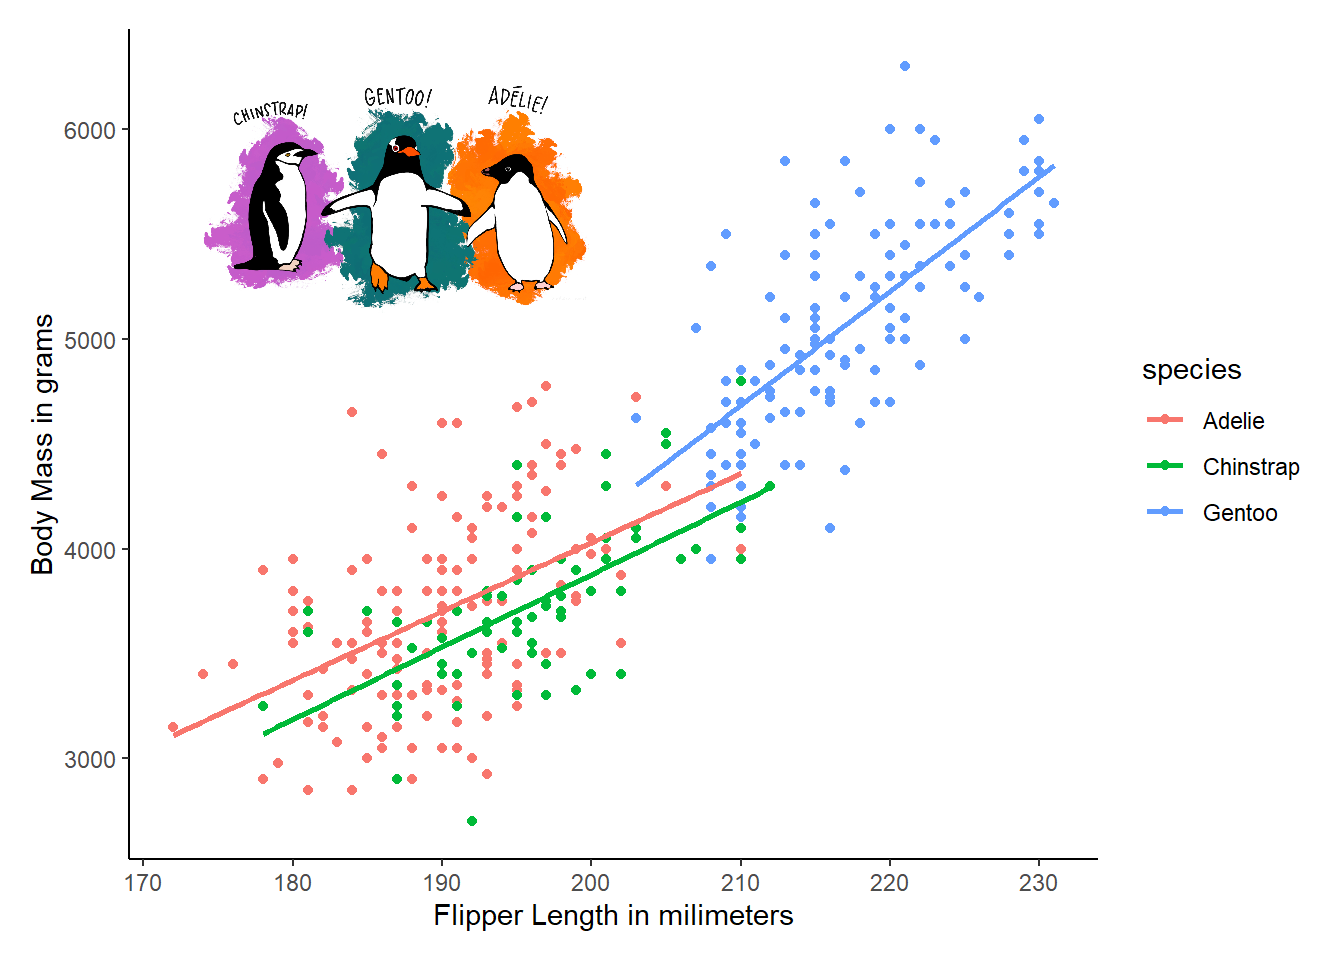 CHINSTRAP!
GENTOO!
ADÉLIE!
6000
5000
4000
3000
Body Mass in grams
170 180 190 200 210 220 230
Flipper Length in milimeters
species
Adelie
Chinstrap
Gentoo